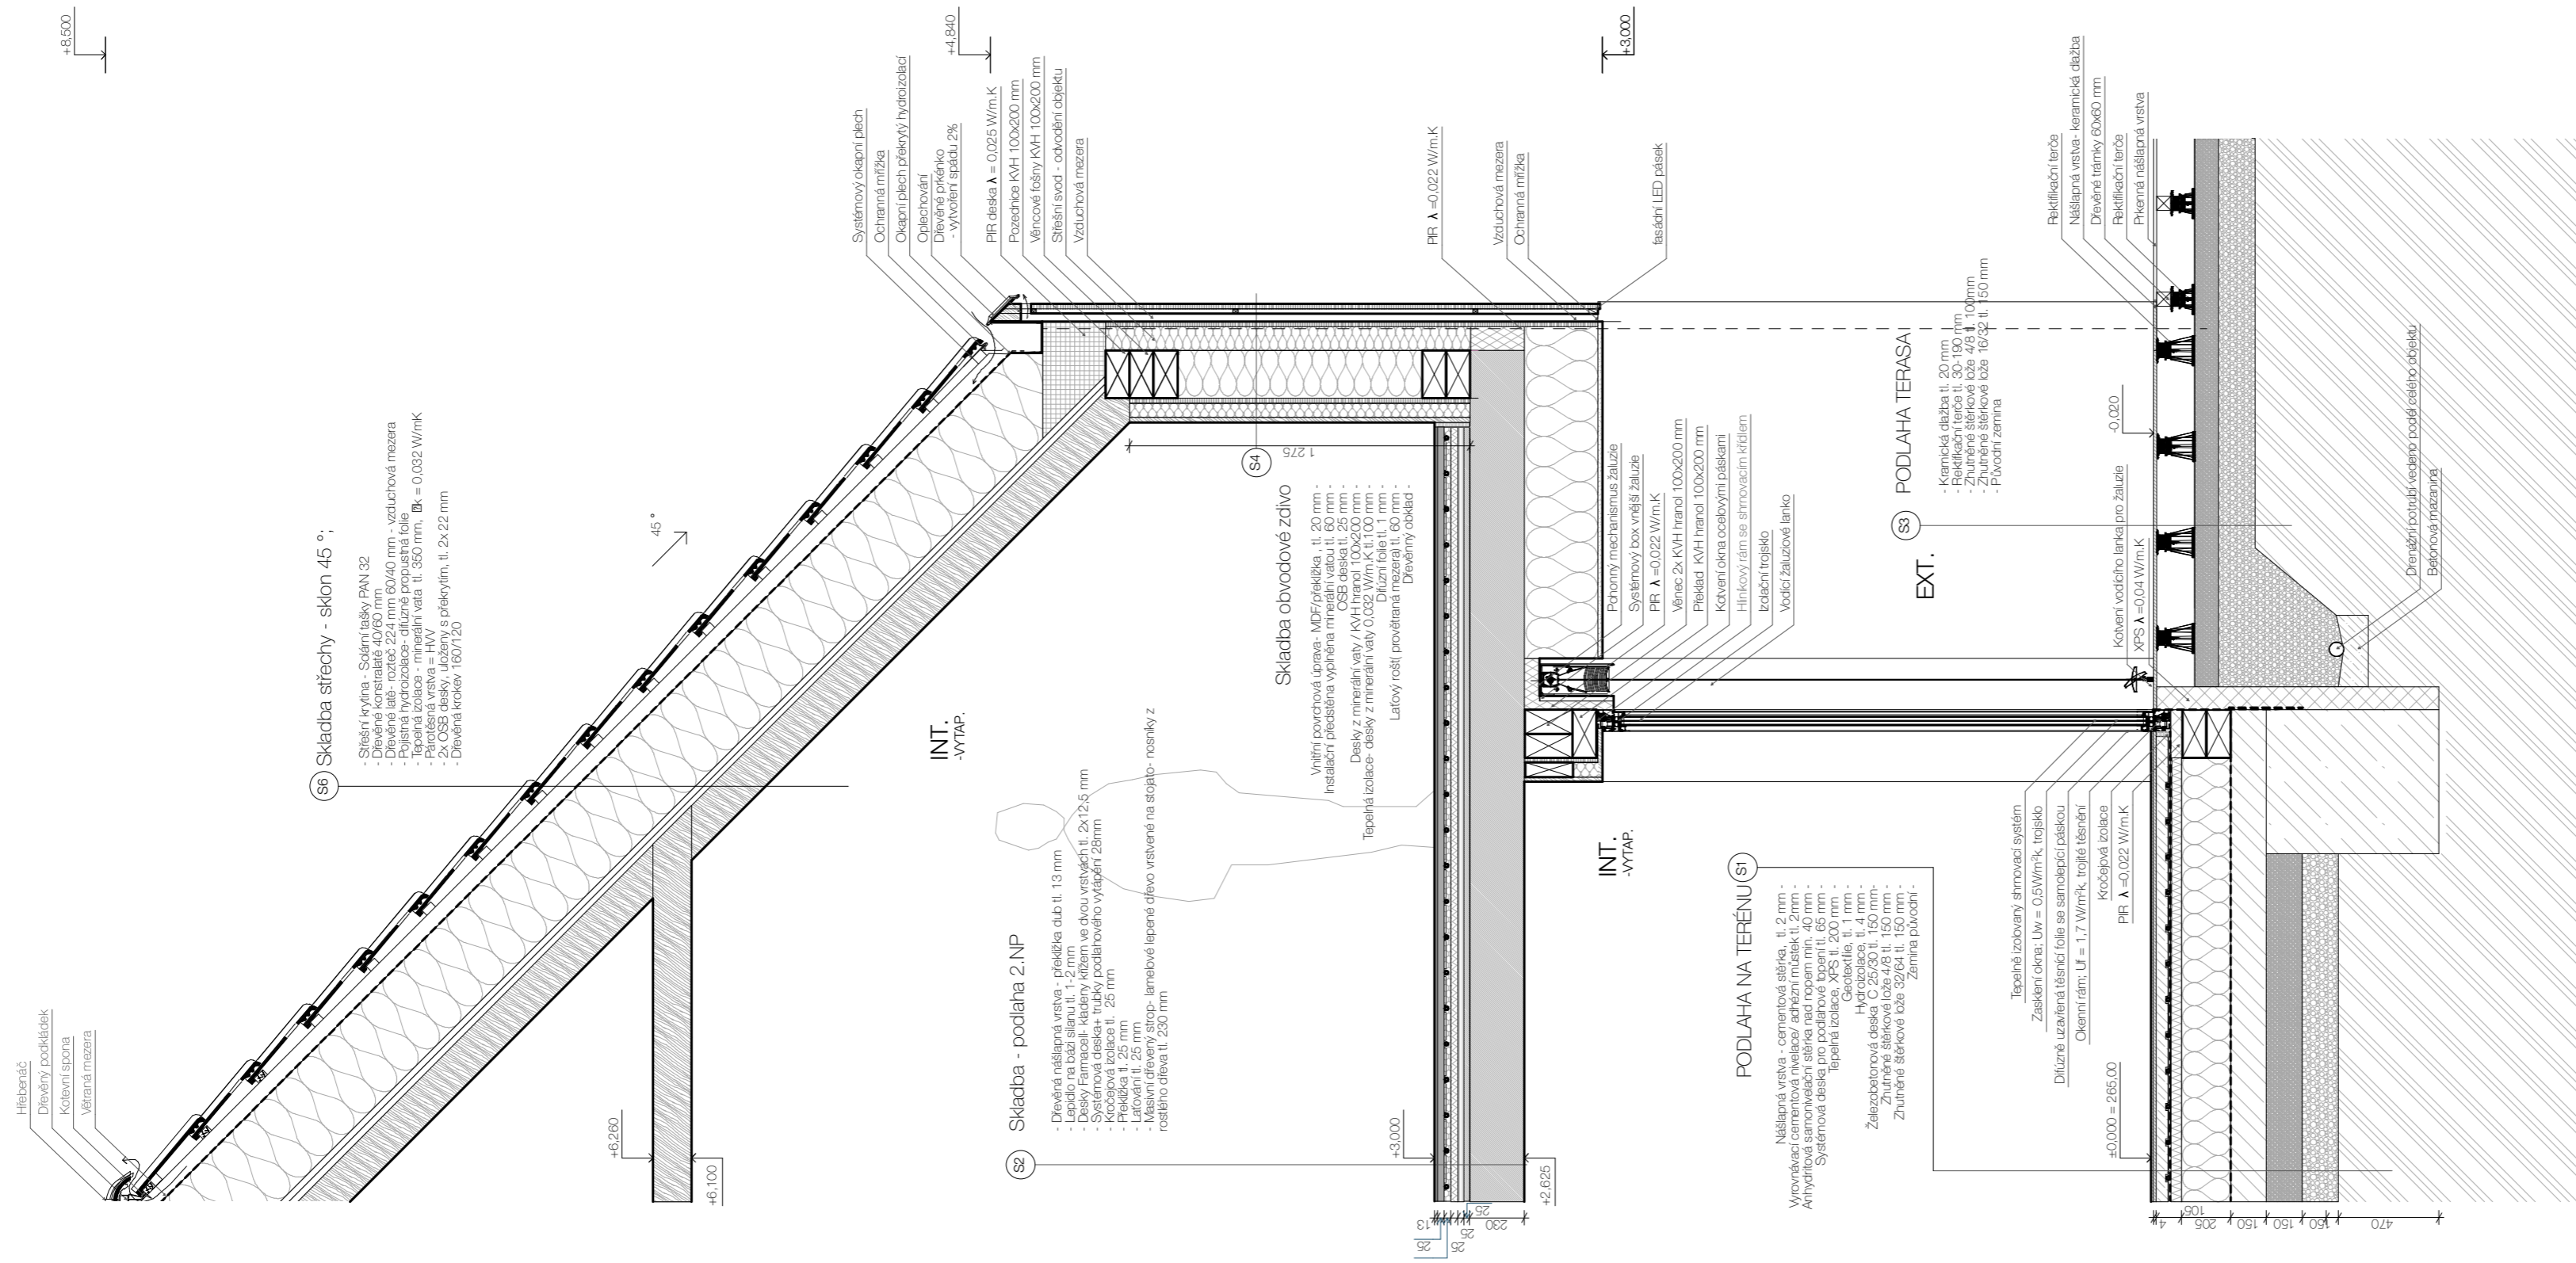 +8,500
+4,840
+3,000
Systémový okapní plech
Ochranná mřížka
Okapní plech překrytý hydroizolací
Oplechování
Dřevěné prkénko
- vytvoření spádu 2%
PIR deska λ = 0,025 W/m.K
Pozednice KVH 100x200 mm
Věncové fošny KVH 100x200 mm
Střešní svod - odvodění objektu
Vzduchová mezera
PIR λ =0,022 W/m.K
Vzduchová mezera
Ochranná mřížka
fasádní LED pásek
Rektifikační terče
Nášlapná vrstva- keramická dlažba
Dřevěné trámky 60x60 mm
Rektifikační terče
Prkenná nášlapná vrstva
S6 Skladba střechy - sklon 45 °;
- Střešní krytina - Solární tašky PAN 32
- Dřevěné kontralatě 40/60 mm
- Dřevěné latě - rozteč 224 mm 60/40 mm - vzduchová mezera
- Pojistná hydroizolace- difúzně propustná folie
- Tepelná izolace - minerální vata tl. 350 mm, k = 0,032 W/mK
- Parotěsná vrstva = HVV
- 2x OSB desky, uloženy s překrytím, tl. 2x 22 mm
- Dřevěná krokev 160/120
45 °
S4
1 275
Skladba obvodové zdivo
Vnitřní povrchová úprava - MDF/překližka , tl. 20 mm -
Instalační předstěna vyplněna minerální vatou tl. 60 mm -
OSB deska tl. 25 mm -
Desky z minerální vaty / KVH hranol 100x200 mm -
Tepelná izolace- desky z minerální vaty 0,032 W/m.K tl.100 mm -
Difúzní folie tl. 1 mm -
Laťový rošt( provětraná mezera) tl. 60 mm -
Dřevěnný obklad -
INT.
-VYTAP.
S2 Skladba - podlaha 2.NP
- Dřevěná nášlapná vrstva - překližka dub tl. 13 mm
- Lepidlo na bázi silanu tl. 1-2 mm
- Desky Farmacell- kladeny křížem ve dvou vrstvách tl. 2x12,5 mm
- Systémová deska+ trubky podlahového vytápění 28mm
- Kročejová izolace tl. 25 mm
- Překližka tl. 25 mm
- Laťování tl. 25 mm
- Masivní dřevěný strop- lamelové lepené dřevo vrstvené na stojato- nosníky z
rostlého dřeva tl. 230 mm
Pohonný mechanismus žaluzie
Systémový box vnější žaluzie
PIR λ =0,022 W/m.K
Věnec 2x KVH hranol 100x200 mm
Překlad KVH hranol 100x200 mm
Kotvení okna ocelovými páskami
Hliníkový rám se shrnovacím křídlem
Izolační trojsklo
Vodící žaluziové lanko
INT.
-VYTAP.
EXT.
S3 PODLAHA TERASA
- Kramická dlažba tl. 20 mm
- Rektifikační terče tl. 30-190 mm
- Zhutněné štěrkové lože 4/8 tl. 100mm
- Zhutněné štěrkové lože 16/32 tl. 150 mm
- Původní zemina
-0,020
Kotvení vodícího lanka pro žaluzie
XPS λ =0,04 W/m.K
Drenážní potrubí vedeno podél celého objektu
Betonová mazanina
PODLAHA NA TERÉNU S1
Nášlapná vrstva - cementová stěrka, tl. 2 mm -
Vyrovnávací cementová nivelace/ adhézní můstek tl. 2mm -
Anhydritová samonivelační stěrka nad nopem min. 40 mm -
Systémová deska pro podlahové topení tl. 65 mm -
Tepelná izolace, XPS tl. 200 mm -
Geotextílie, tl. 1 mm -
Hydroizolace, tl. 4 mm -
Železobetonová deska C 25/30 tl. 150 mm-
Zhutněné štěrkové lože 4/8 tl. 150 mm -
Zhutněné štěrkové lože 32/64 tl. 150 mm -
Zemina původní -
Tepelně izolovaný shrnovací systém
Zasklení okna; Uw = 0,5W/m²k, trojsklo
Difúzně uzavřená těsnící folie se samolepící páskou
Okenní rám; Uf = 1,7 W/m²k, trojité těsnění
Kročejová izolace
PIR λ =0,022 W/m.K
Hřebenáč
Dřevěný podkládek
Kotevní spona
Větraná mezera
+6,260
+6,100
+3,000
+2,625
±0,000 = 265,00
13
25
25
25
25
230
4
105
205
150
150
150
470